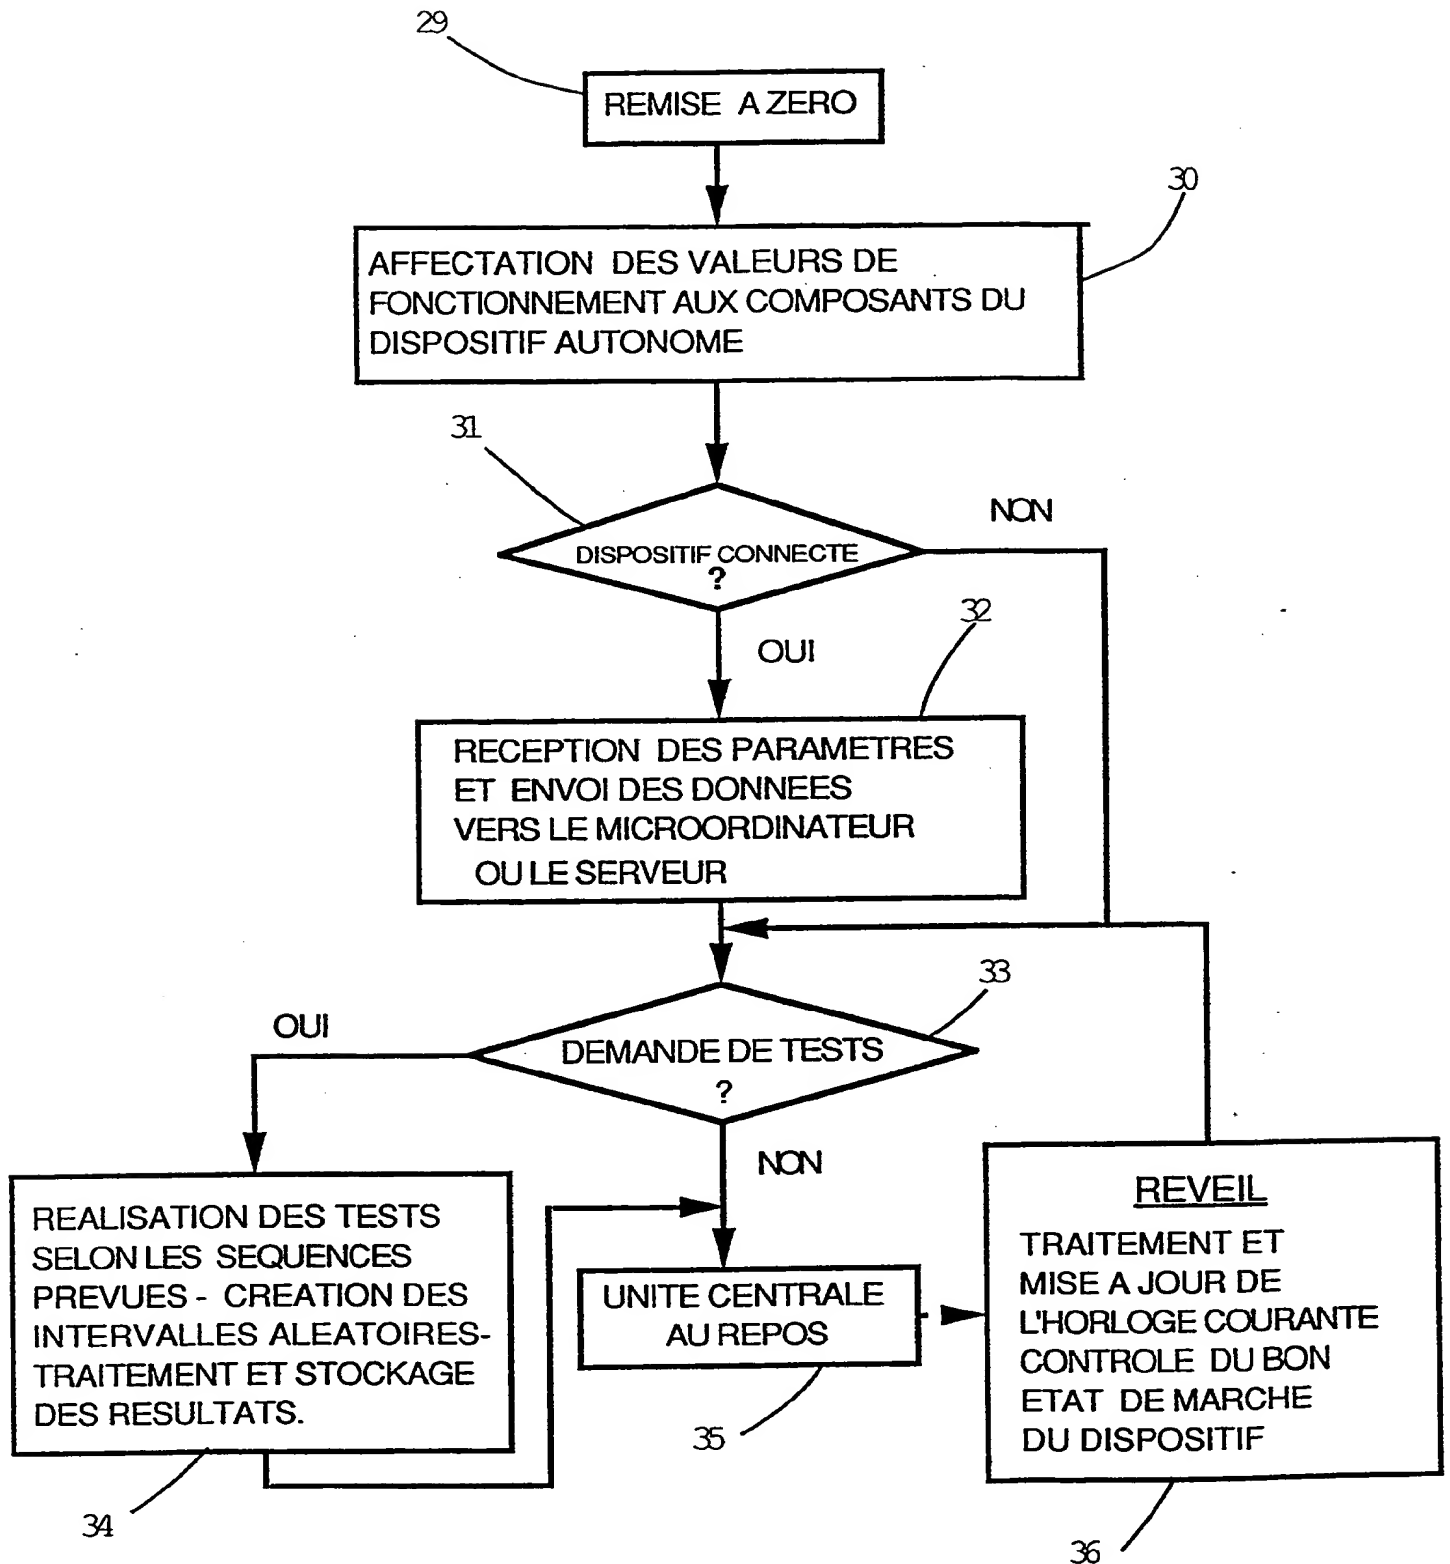 29
REMISE A ZERO
30
AFFECTATION DES VALEURS DE
FONCTIONNEMENT AUX COMPOSANTS DU
DISPOSITIF AUTONOME
31
NON
DISPOSITIF CONNECTE
?
32
OUI
RECEPTION DES PARAMETRES
ET ENVOI DES DONNEES
VERS LE MICROORDINATEUR
OU LE SERVEUR
33
OUI
DEMANDE DE TESTS
?
NON
REALISATION DES TESTS
SELON LES SEQUENCES
PREVUES - CREATION DES
INTERVALLES ALEATOIRES-
TRAITEMENT ET STOCKAGE
DES RESULTATS.
34
UNITE CENTRALE
AU REPOS
35
REVEIL
TRAITEMENT ET
MISE A JOUR DE
L'HORLOGE COURANTE
CONTROLE DU BON
ETAT DE MARCHE
DU DISPOSITIF
36